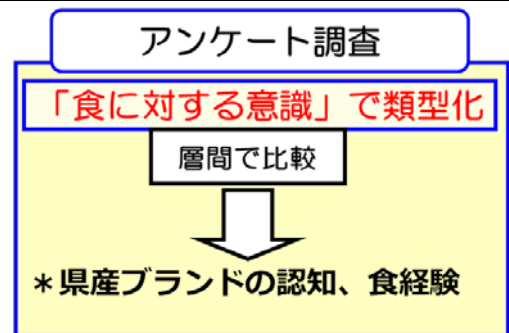 アンケート調査
「食に対する意識」で類型化
層間で比較
＊県産ブランドの認知、食経験